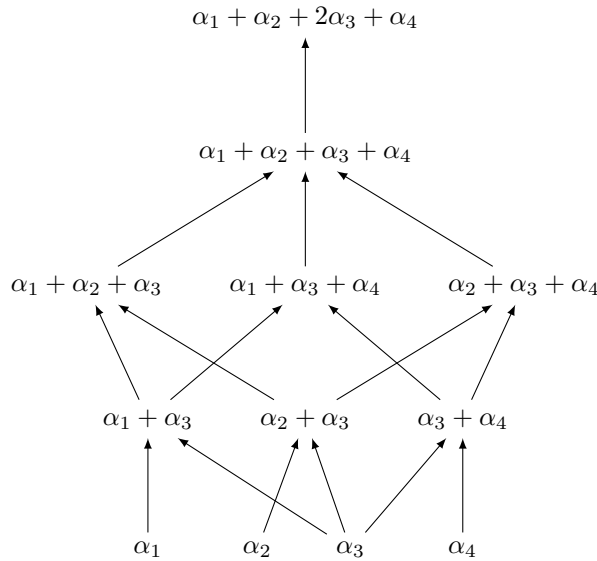 α₁ + α₂ + 2α₃ + α₄
α₁ + α₂ + α₃ + α₄
α₁ + α₂ + α₃ α₁ + α₃ + α₄ α₂ + α₃ + α₄
α₁ + α₃ α₂ + α₃ α₃ + α₄
α₁ α₂ α₃ α₄